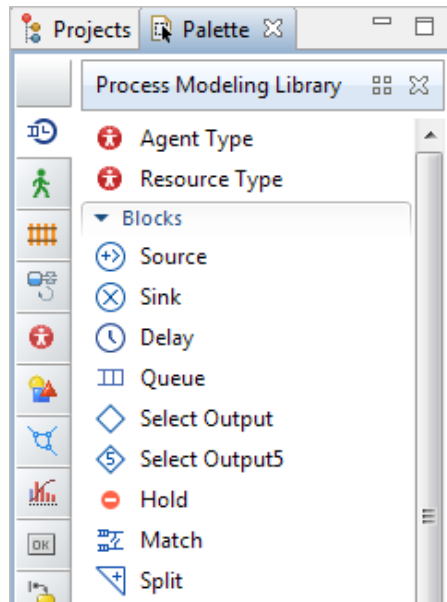 Projects Palette
Process Modeling Library
Agent Type
Resource Type
Blocks
Source
Sink
Delay
Queue
Select Output
5 Select Output5
Hold
Match
OK
Split